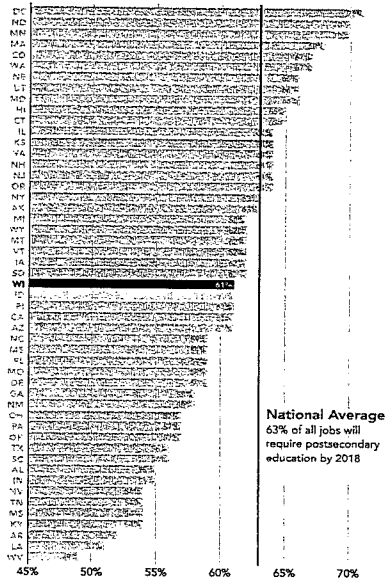 DC
ND
MN
MA
CO
WA
NE
UT
MD
HI
CT
IL
KS
VA
NH
NJ
OR
NY
AK
MI
WY
MT
VT
IA
SD
WI 61%
ID
RI
CA
AZ
NC
ME
FL
MO
DE
GA
NM
OH
PA
OK
TX
SC
AL
IN
NV
TN
MS
KY
AR
LA
WV
National Average
63% of all jobs will
require postsecondary
education by 2018
45% 50% 55% 60% 65% 70%